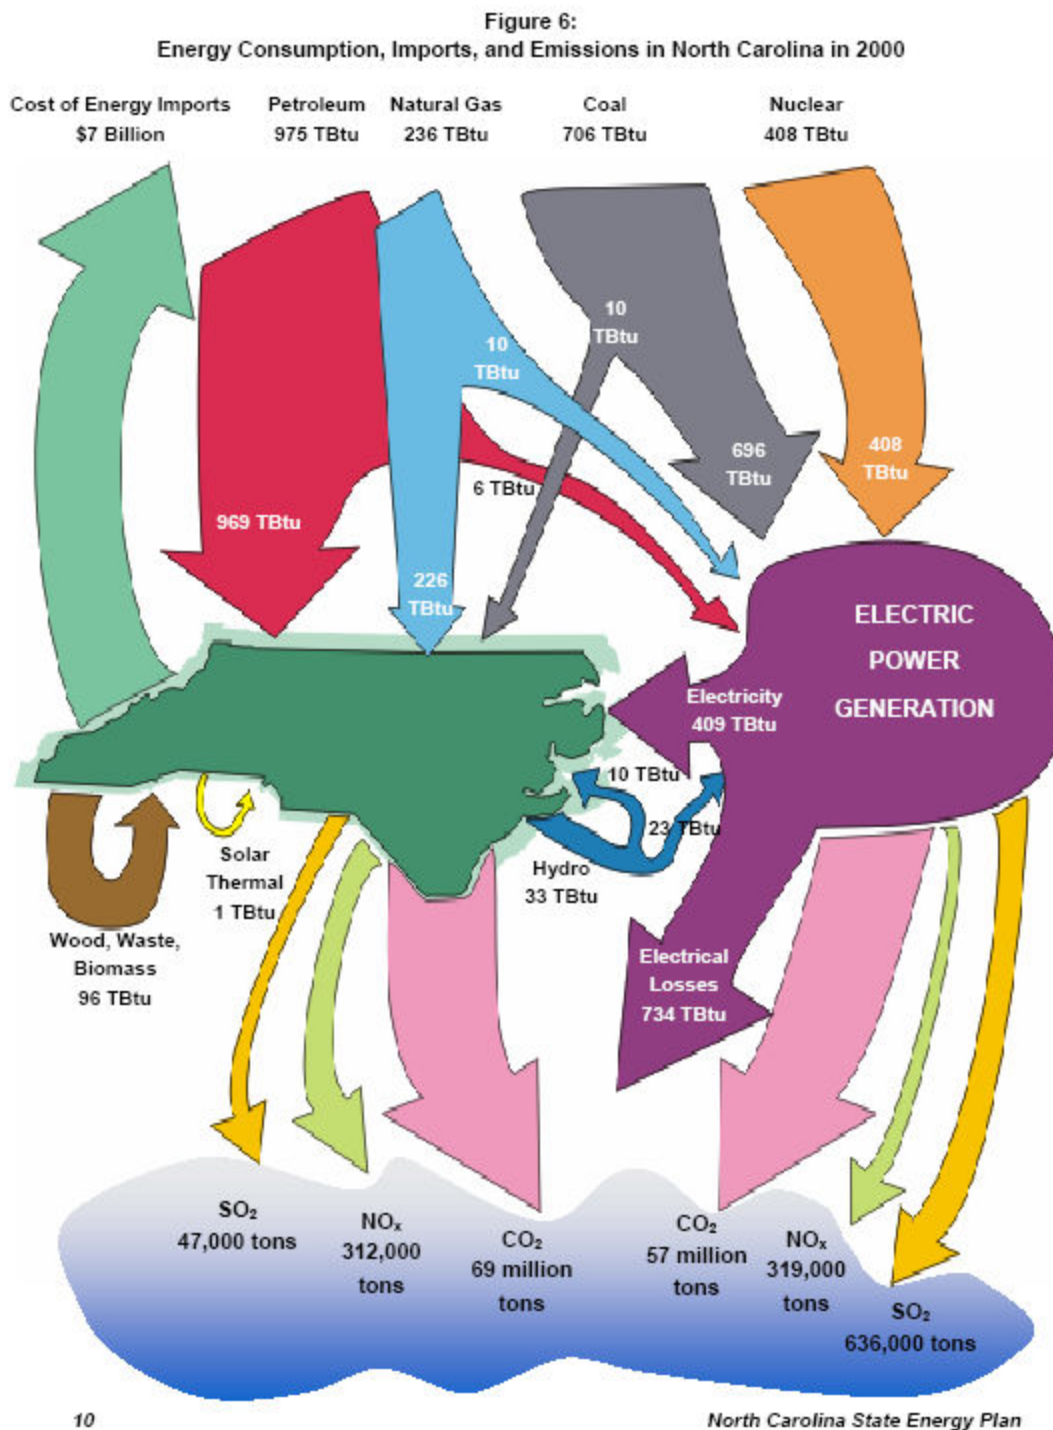 Figure 6:
Energy Consumption, Imports, and Emissions in North Carolina in 2000
Cost of Energy Imports
$7 Billion
Petroleum
975 TBtu
Natural Gas
236 TBtu
Coal
706 TBtu
Nuclear
408 TBtu
10
TBtu
10
TBtu
696
TBtu
408
TBtu
6 TBtu
969 TBtu
226
TBtu
ELECTRIC
POWER
GENERATION
Electricity
409 TBtu
10 TBtu
23 TBtu
Hydro
33 TBtu
Solar
Thermal
1 TBtu
Wood, Waste,
Biomass
96 TBtu
Electrical
Losses
734 TBtu
SO₂
47,000 tons
NOₓ
312,000
tons
CO₂
69 million
tons
CO₂
57 million
tons
NOₓ
319,000
tons
SO₂
636,000 tons
10
North Carolina State Energy Plan